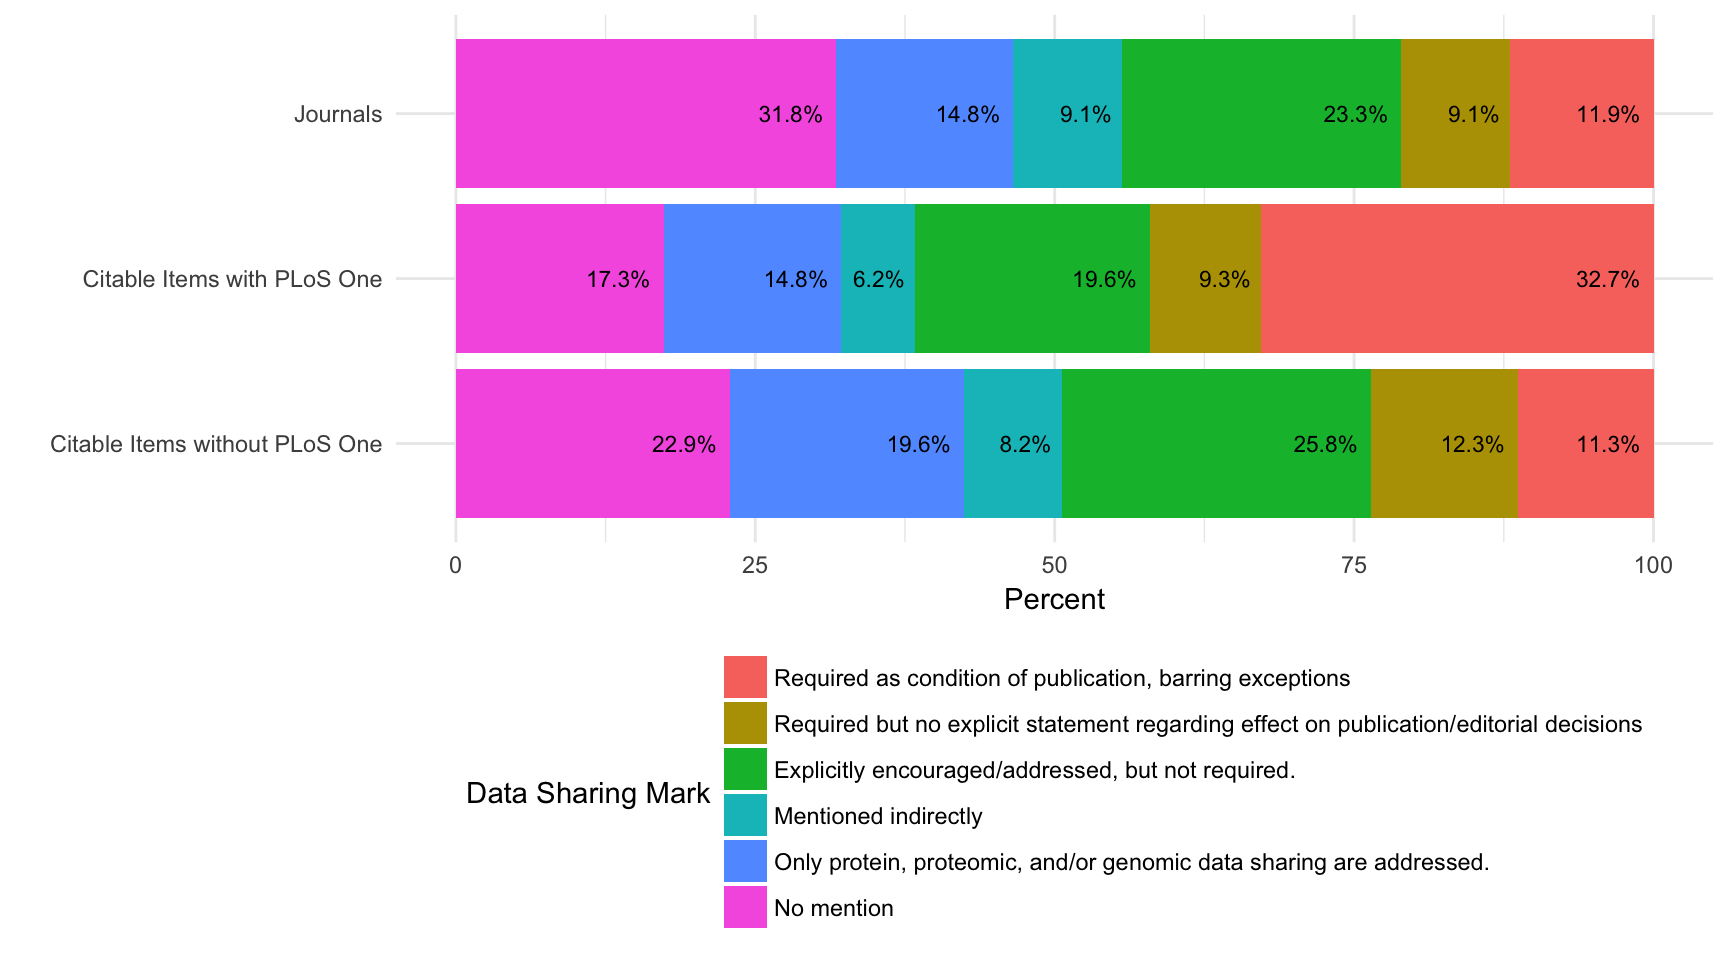 Journals 31.8% 14.8% 9.1% 23.3% 9.1% 11.9%
Citable Items with PLoS One 17.3% 14.8% 6.2% 19.6% 9.3% 32.7%
Citable Items without PLoS One 22.9% 19.6% 8.2% 25.8% 12.3% 11.3%
0 25 50 75 100
Percent
Data Sharing Mark
Required as condition of publication, barring exceptions
Required but no explicit statement regarding effect on publication/editorial decisions
Explicitly encouraged/addressed, but not required.
Mentioned indirectly
Only protein, proteomic, and/or genomic data sharing are addressed.
No mention